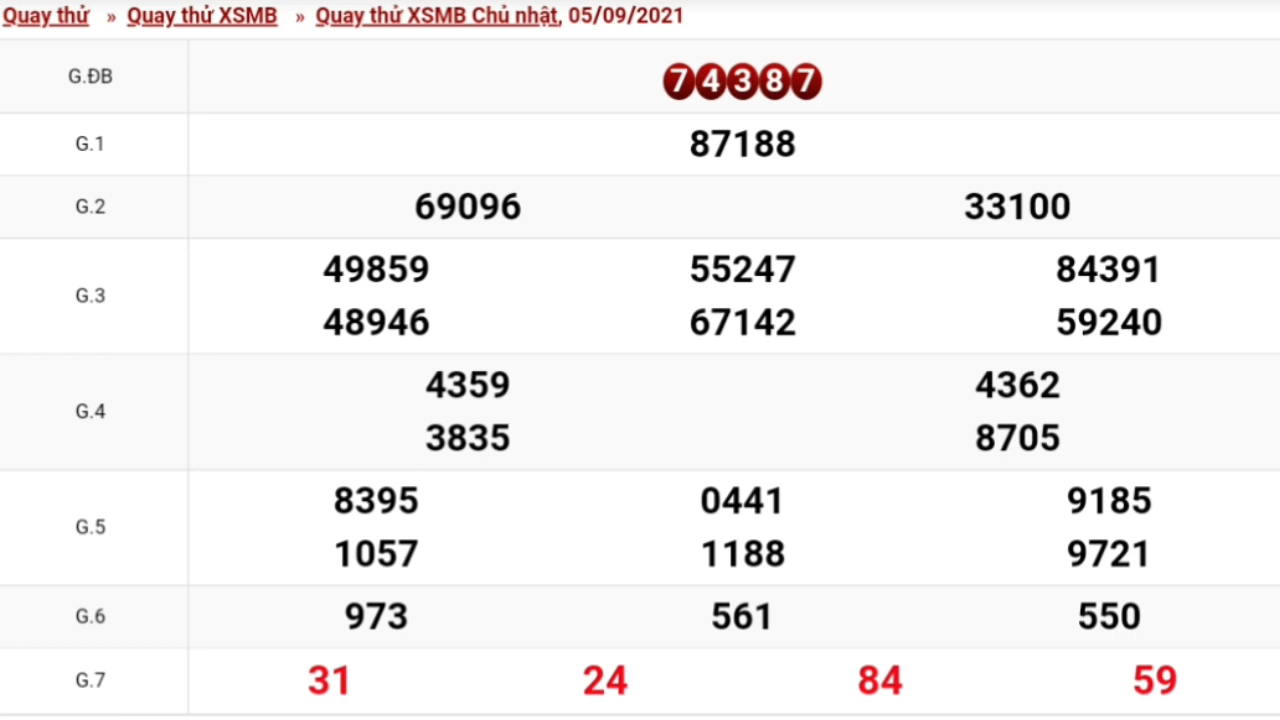 Quay thử » Quay thử XSMB » Quay thử XSMB Chủ nhật, 05/09/2021
G.ĐB 74387
G.1 87188
G.2 69096 33100
G.3 49859 55247 84391
48946 67142 59240
G.4 4359 4362
3835 8705
G.5 8395 0441 9185
1057 1188 9721
G.6 973 561 550
G.7 31 24 84 59